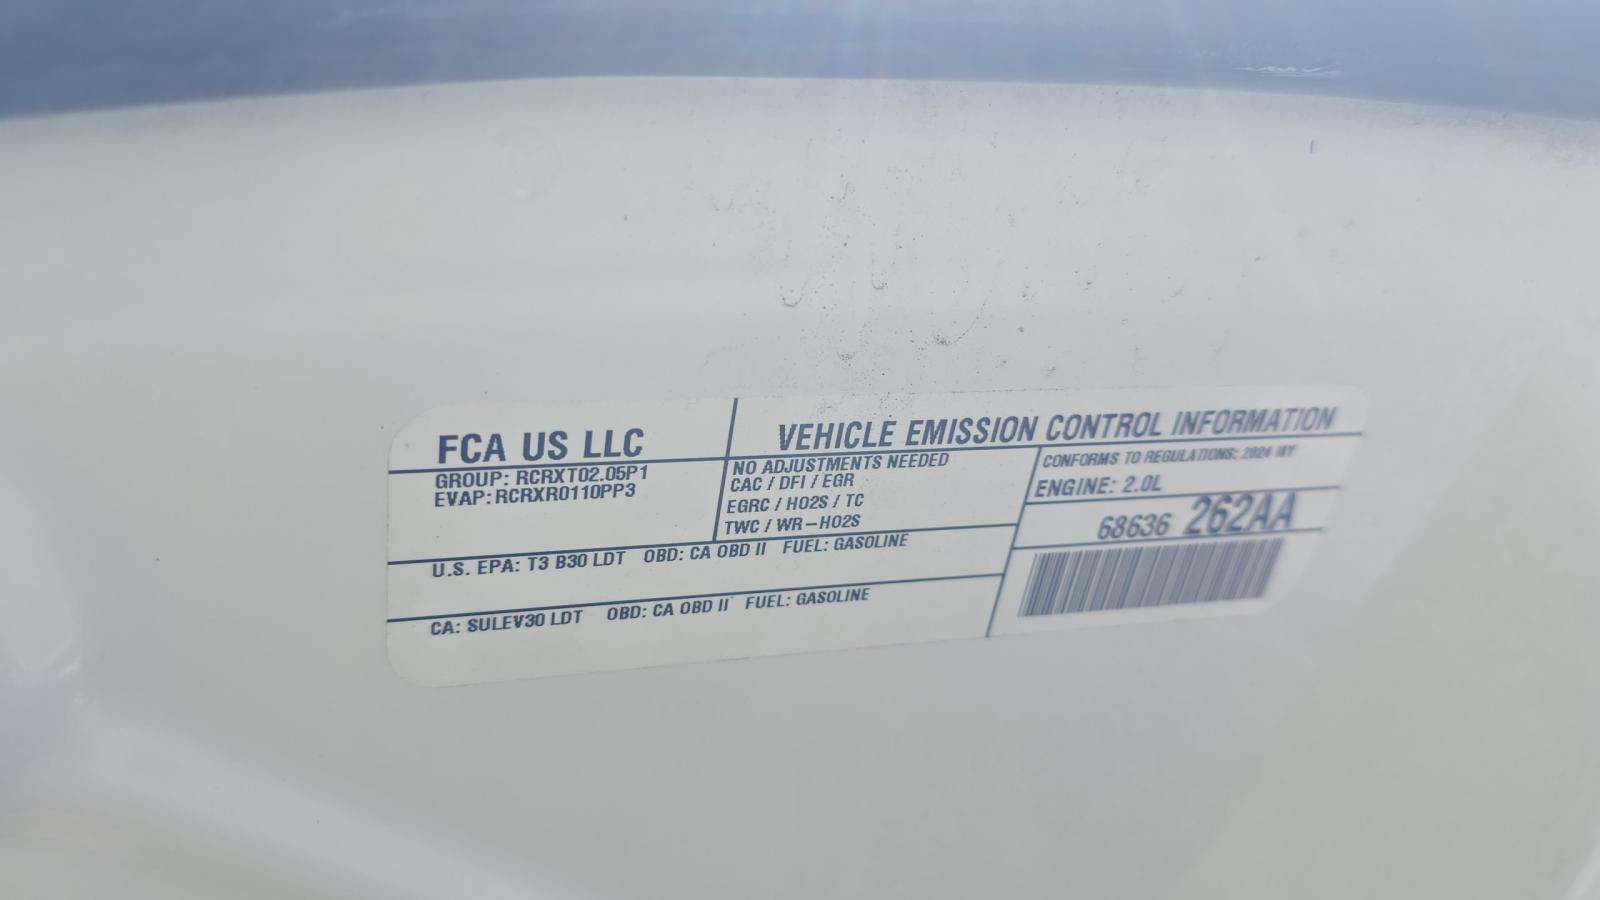 FCA US LLC
VEHICLE EMISSION CONTROL INFORMATION
GROUP: RCRXT02.05P1
EVAP: RCRXR0110PP3
NO ADJUSTMENTS NEEDED
CAC / DFI / EGR
EGRC / HO2S / TC
TWC / WR-HO2S
CONFORMS TO REGULATIONS: 2024 MY
ENGINE: 2.0L
68636 262AA
U.S. EPA: T3 B30 LDT OBD: CA OBD II FUEL: GASOLINE
CA: SULEV30 LDT OBD: CA OBD II FUEL: GASOLINE